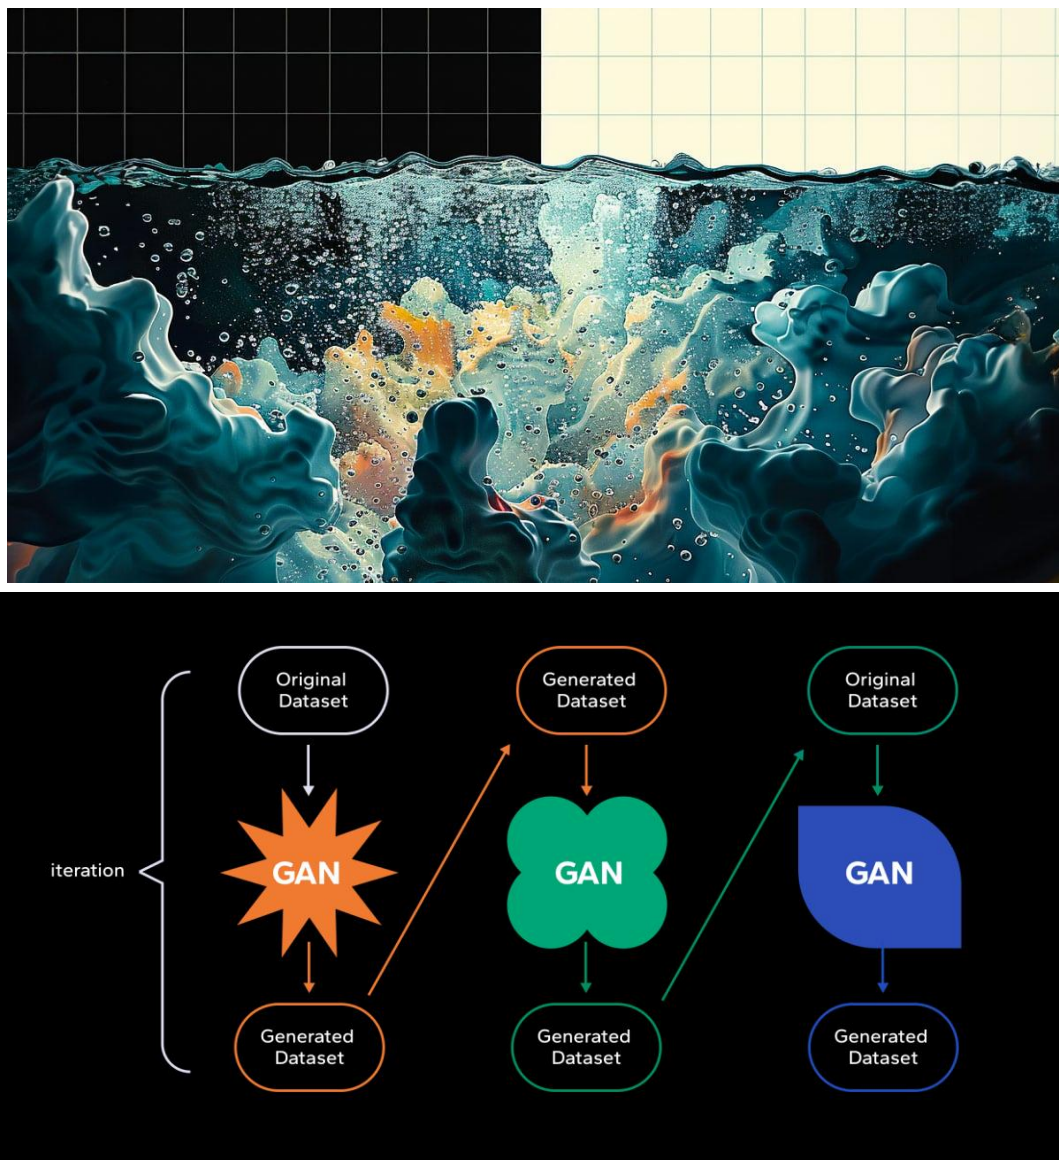 Original
Dataset
Generated
Dataset
Original
Dataset
iteration
GAN
GAN
GAN
Generated
Dataset
Generated
Dataset
Generated
Dataset